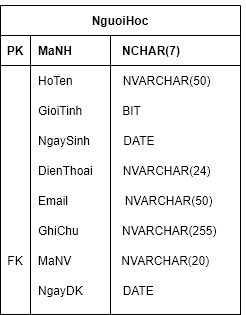 NguoiHoc
PK MaNH NCHAR(7)
HoTen NVARCHAR(50)
GioiTinh BIT
NgaySinh DATE
DienThoai NVARCHAR(24)
Email NVARCHAR(50)
GhiChu NVARCHAR(255)
FK MaNV NVARCHAR(20)
NgayDK DATE